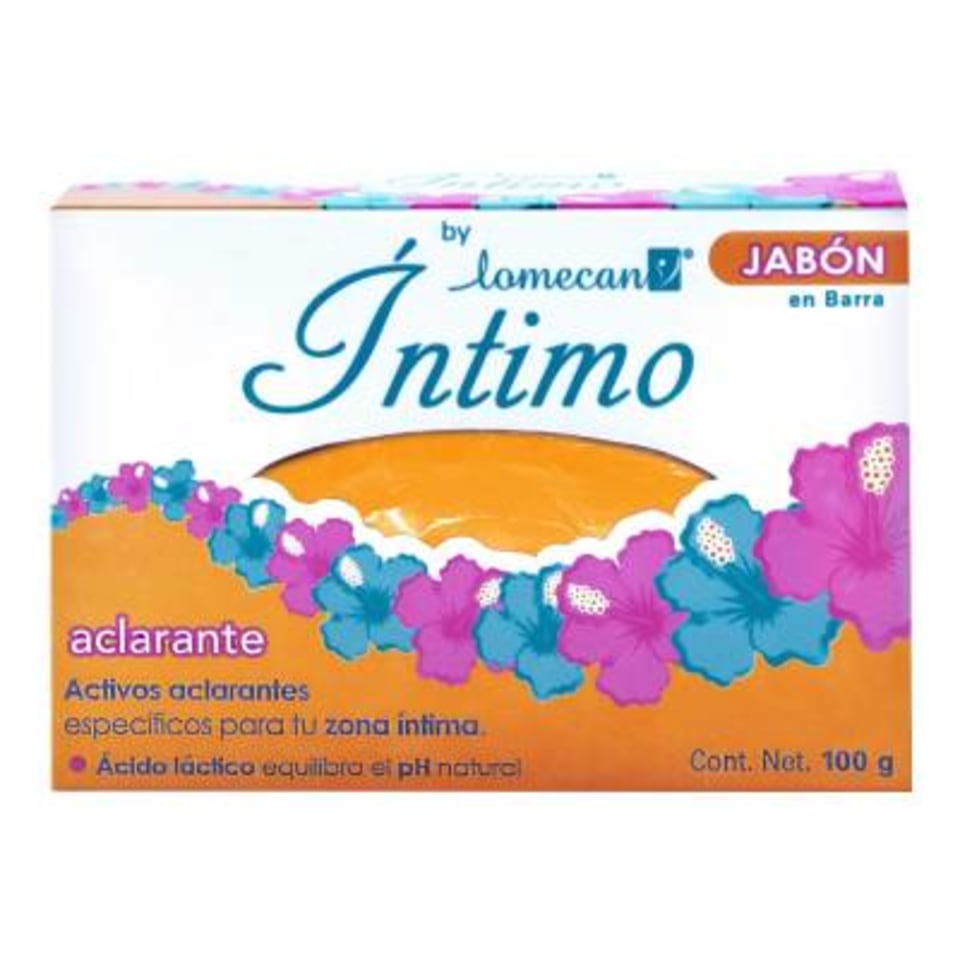 Íntimo
by
lomecan®
JABÓN
en Barra
Íntimo
aclarante
Activos aclarantes
específicos para tu zona íntima.
• Ácido láctico equilibra el pH natural
Cont. Net. 100 g